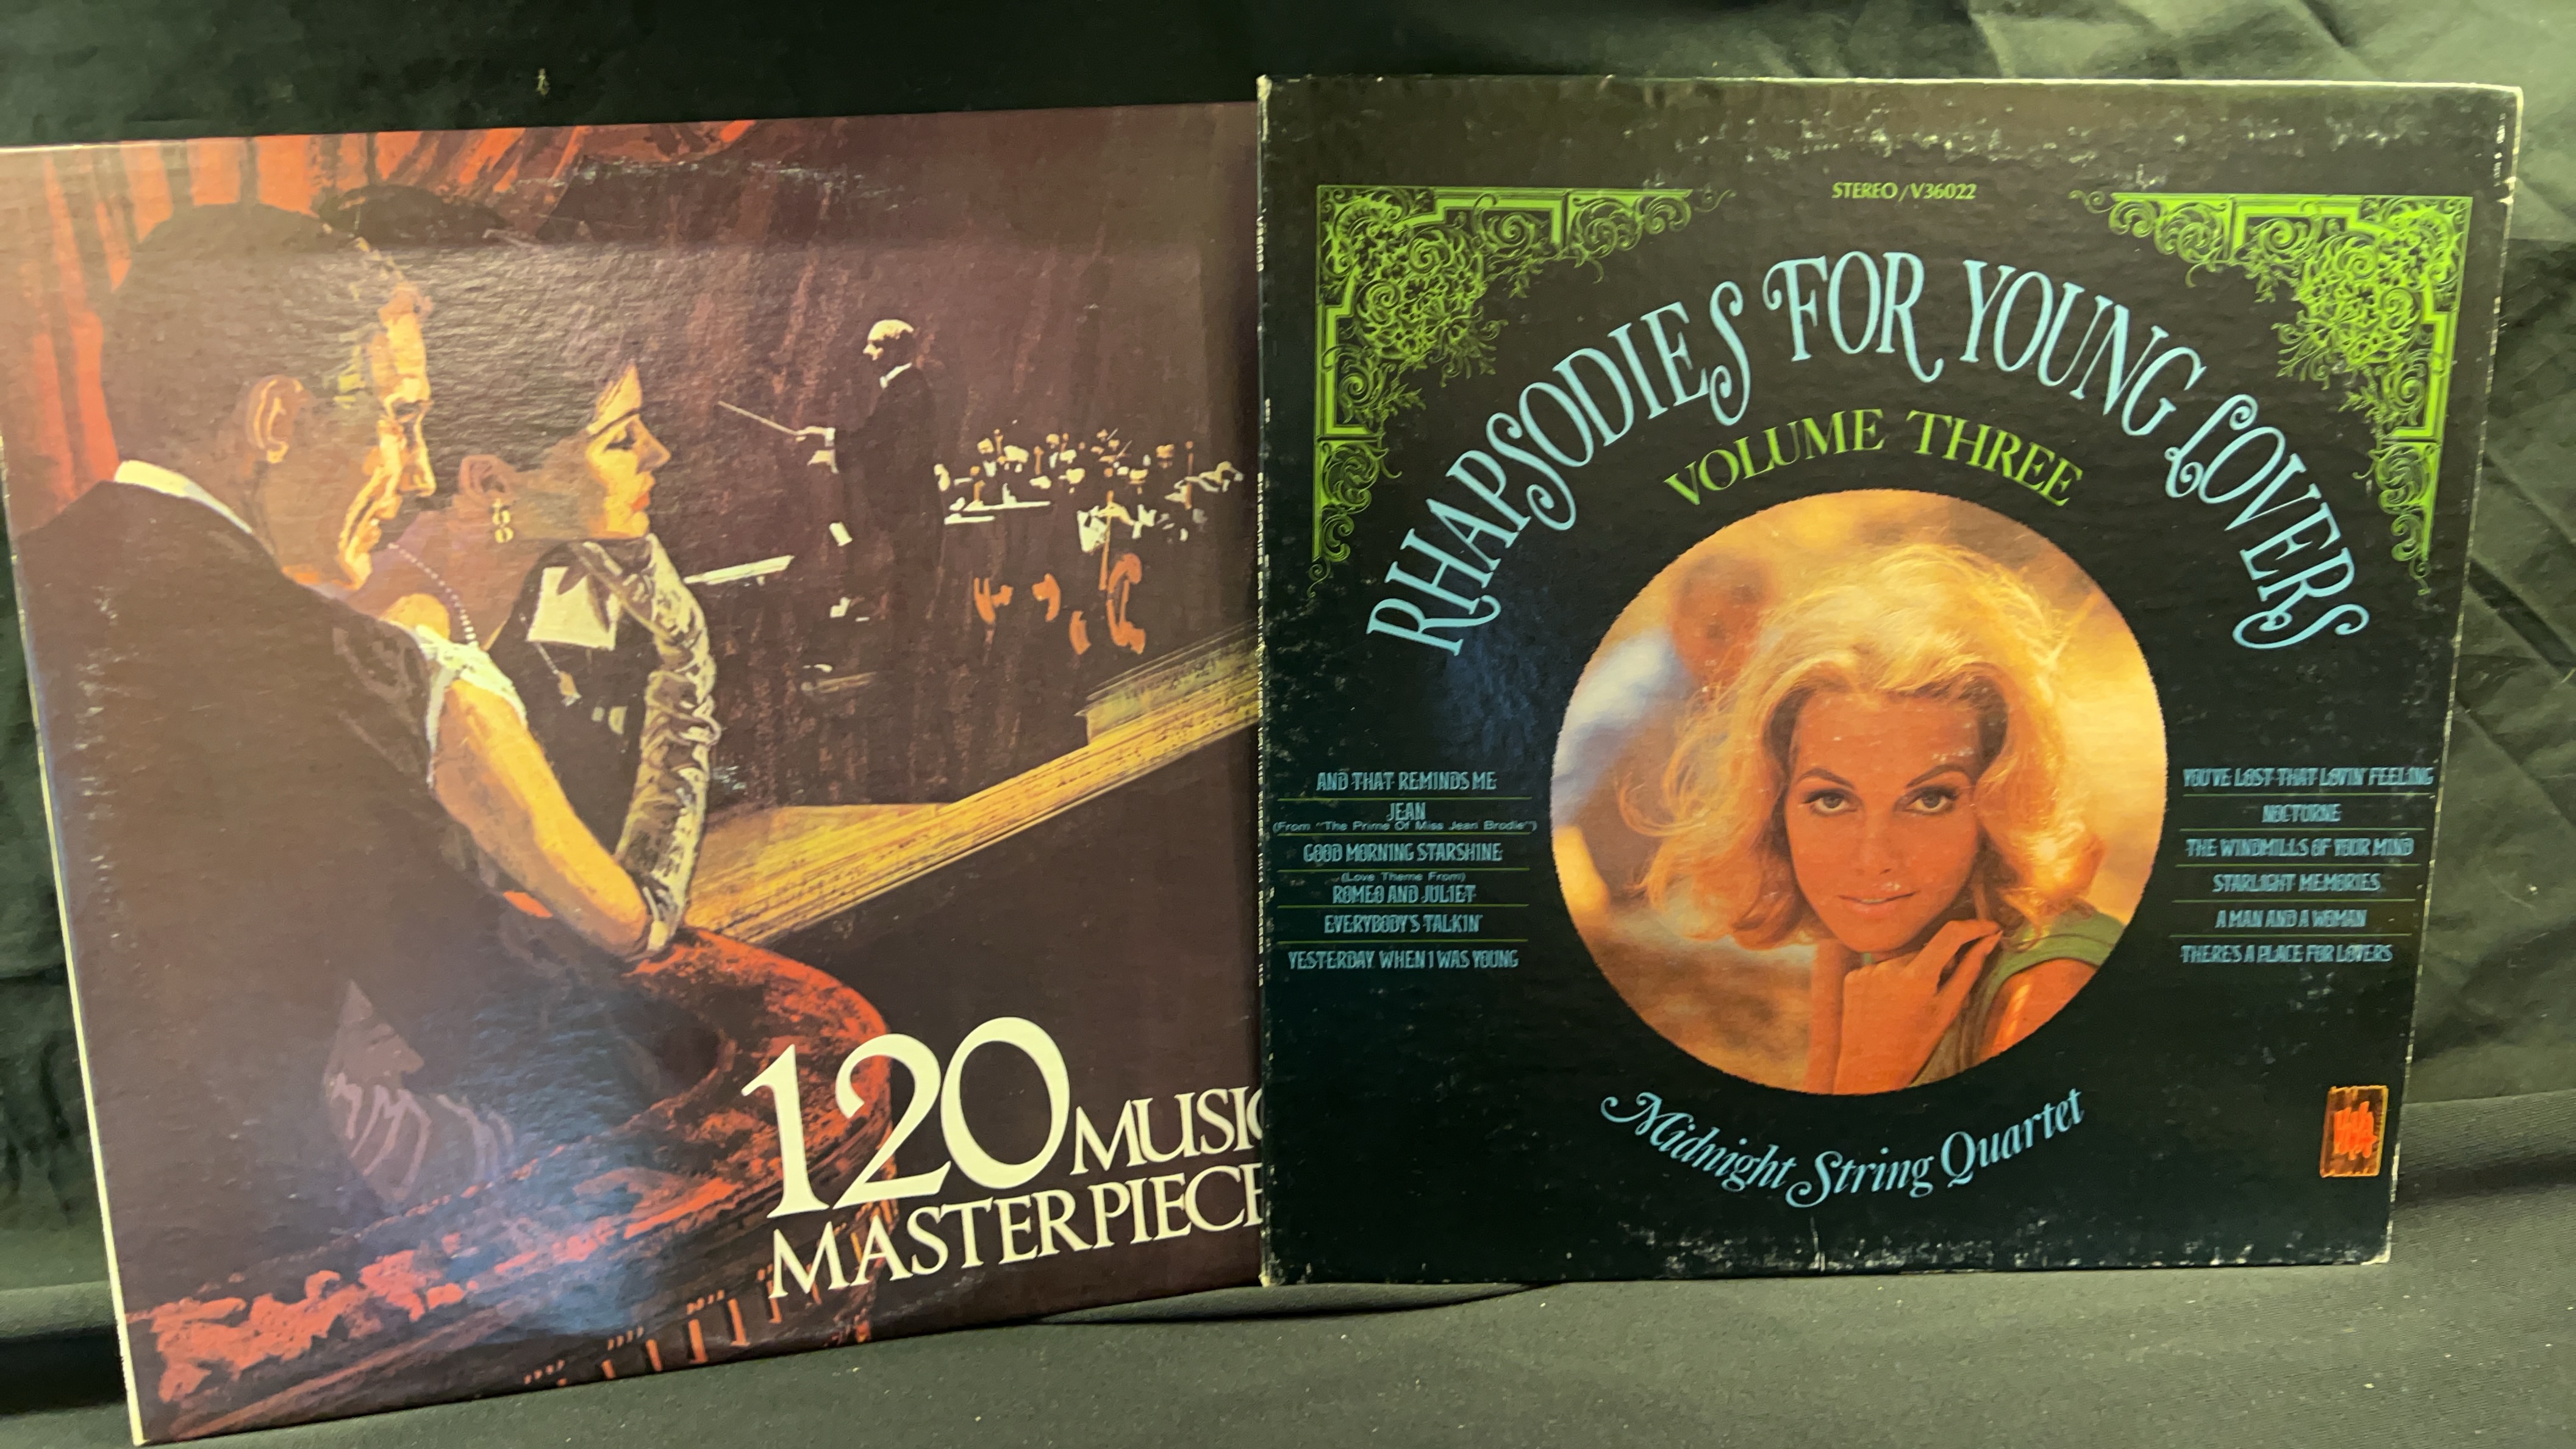 120 MUSIC
MASTERPIECE
STEREO/V36022
RHAPSODIES FOR YOUNG LOVERS
VOLUME THREE
AND THAT REMINDS ME
JEAN
(From "The Prime Of Miss Jean Brodie")
GOOD MORNING STARSHINE
(Love Theme From)
ROMEO AND JULIET
EVERYBODY'S TALKIN'
YESTERDAY, WHEN I WAS YOUNG
YOU'VE LOST THAT LOVIN' FEELING
NOCTURNE
THE WINDMILLS OF YOUR MIND
STARLIGHT MEMORIES
A MAN AND A WOMAN
THERE'S A PLACE FOR LOVERS
Midnight String Quartet
VIVA